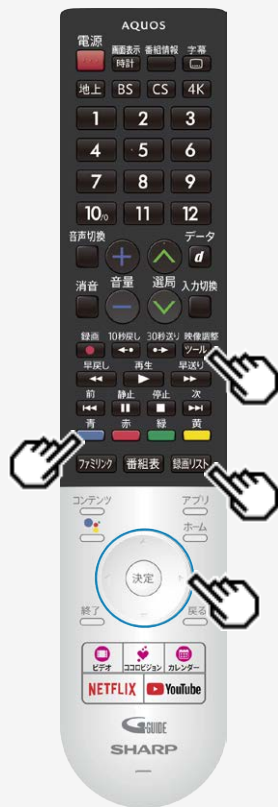 AQUOS
電源 画面表示 番組情報 字幕
時計
地上 BS CS 4K
1 2 3
4 5 6
7 8 9
10/0 11 12
音声切換 データ
d
消音 音量 選局 入力切換
録画 10秒戻し 30秒送り 映像調整
ツール
早戻し 再生 早送り
前 静止 停止 次
青 赤 緑 黄
ファミリンク 番組表 録画リスト
コンテンツ アプリ
ホーム
決定
終了 戻る
ビデオ ココロビジョン カレンダー
NETFLIX YouTube
G-GUIDE
SHARP